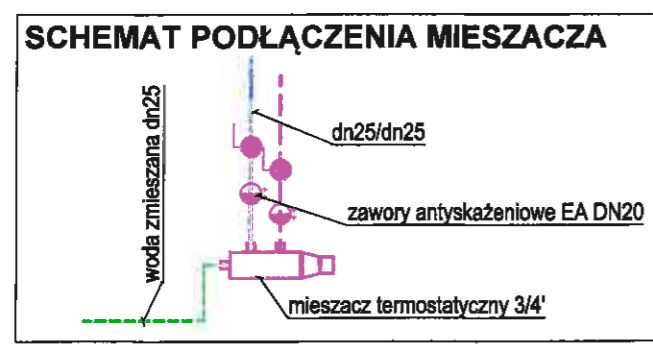 SCHEMAT PODŁĄCZENIA MIESZACZA
woda zmieszana dn25
dn25/dn25
zawory antyskażeniowe EA DN20
mieszacz termostatyczny 3/4'